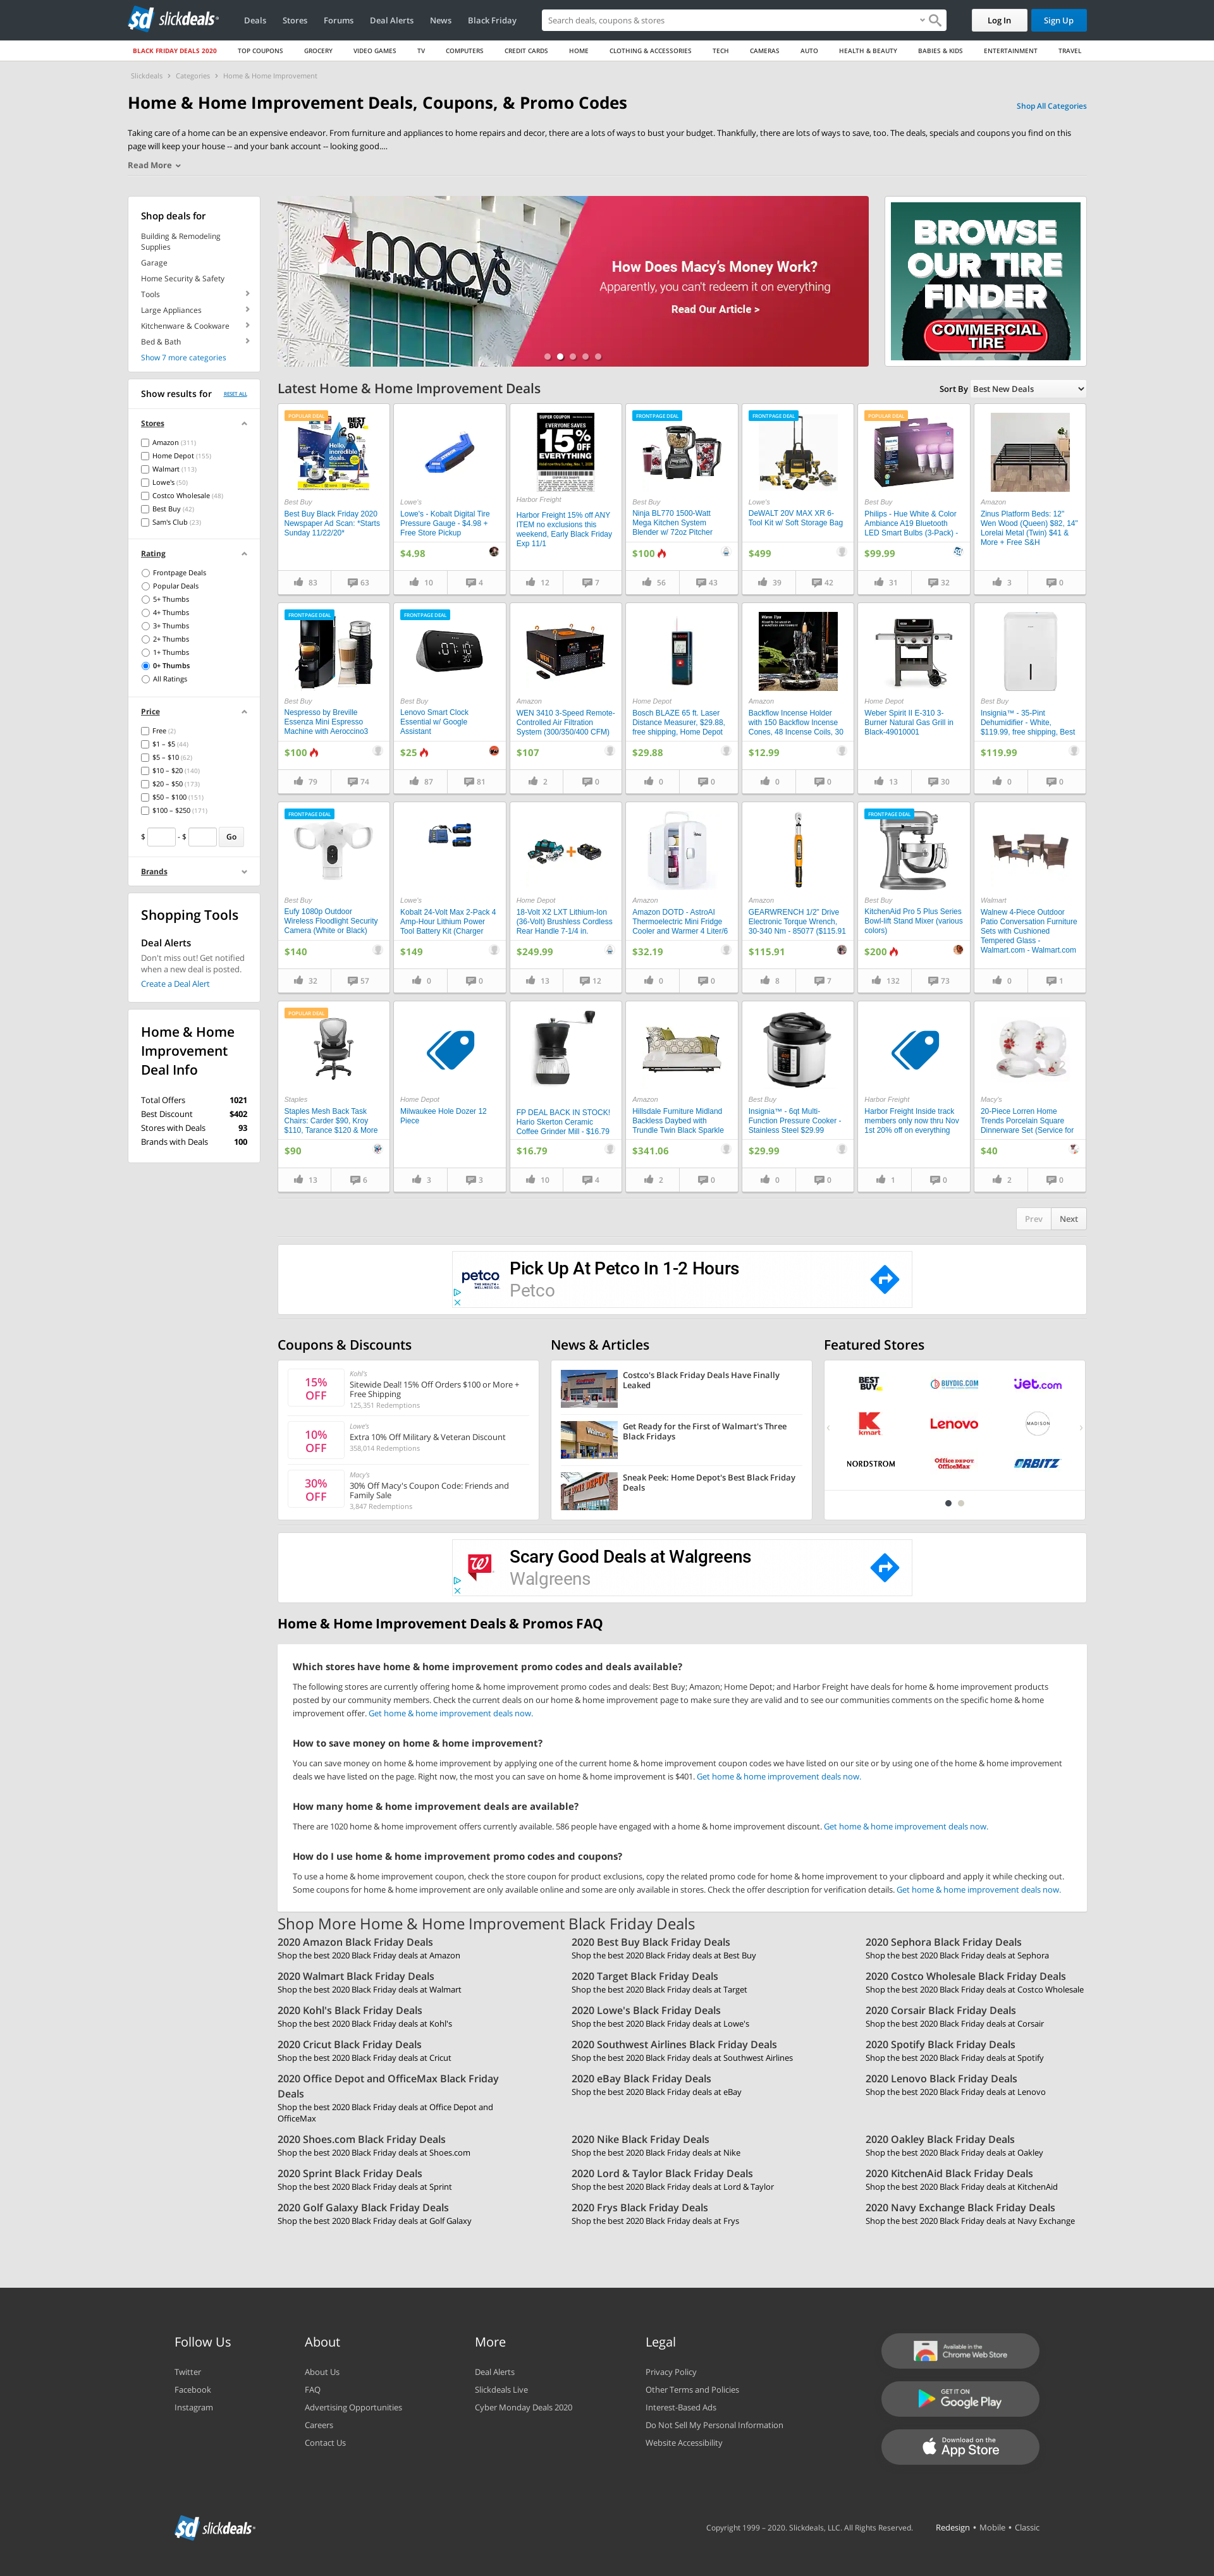 slickdeals
Deals
Stores
Forums
Deal Alerts
News
Black Friday
Search deals, coupons & stores
Log In
Sign Up
BLACK FRIDAY DEALS 2020
TOP COUPONS
GROCERY
VIDEO GAMES
TV
COMPUTERS
CREDIT CARDS
HOME
CLOTHING & ACCESSORIES
TECH
CAMERAS
AUTO
HEALTH & BEAUTY
BABIES & KIDS
ENTERTAINMENT
TRAVEL
Slickdeals > Categories > Home & Home Improvement
Home & Home Improvement Deals, Coupons, & Promo Codes
Shop All Categories
Taking care of a home can be an expensive endeavor. From furniture and appliances to home repairs and decor, there are a lots of ways to bust your budget. Thankfully, there are lots of ways to save, too. The deals, specials and coupons you find on this
page will keep your house -- and your bank account -- looking good....
Read More
Shop deals for
Building & Remodeling
Supplies
Garage
Home Security & Safety
Tools
Large Appliances
Kitchenware & Cookware
Bed & Bath
Show 7 more categories
macys
MEN'S HOME FURNITURE
How Does Macy's Money Work?
Apparently, you can't redeem it on everything
Read Our Article >
BROWSE
OUR TIRE
FINDER
COMMERCIAL
TIRE
Show results for
RESET ALL
Stores
Amazon (311)
Home Depot (155)
Walmart (113)
Lowe's (50)
Costco Wholesale (48)
Best Buy (42)
Sam's Club (23)
Rating
Frontpage Deals
Popular Deals
5+ Thumbs
4+ Thumbs
3+ Thumbs
2+ Thumbs
1+ Thumbs
0+ Thumbs
All Ratings
Price
Free (2)
$1 – $5 (44)
$5 – $10 (62)
$10 – $20 (140)
$20 – $50 (173)
$50 – $100 (151)
$100 – $250 (171)
$ - $ Go
Brands
Shopping Tools
Deal Alerts
Don't miss out! Get notified
when a new deal is posted.
Create a Deal Alert
Home & Home
Improvement
Deal Info
Total Offers 1021
Best Discount $402
Stores with Deals 93
Brands with Deals 100
Latest Home & Home Improvement Deals
Sort By Best New Deals
POPULAR DEAL
Best Buy
Best Buy Black Friday 2020
Newspaper Ad Scan: *Starts
Sunday 11/22/20*
83 63
Lowe's
Lowe's - Kobalt Digital Tire
Pressure Gauge - $4.98 +
Free Store Pickup
$4.98
10 4
SUPER COUPON
EVERYONE SAVES
15% OFF
EVERYTHING
Harbor Freight
Harbor Freight 15% off ANY
ITEM no exclusions this
weekend, Early Black Friday
Exp 11/1
12 7
FRONTPAGE DEAL
Best Buy
Ninja BL770 1500-Watt
Mega Kitchen System
Blender w/ 72oz Pitcher
$100
56 43
FRONTPAGE DEAL
Lowe's
DeWALT 20V MAX XR 6-
Tool Kit w/ Soft Storage Bag
$499
39 42
POPULAR DEAL
Best Buy
Philips - Hue White & Color
Ambiance A19 Bluetooth
LED Smart Bulbs (3-Pack) -
$99.99
31 32
Amazon
Zinus Platform Beds: 12"
Wen Wood (Queen) $82, 14"
Lorelai Metal (Twin) $41 &
More + Free S&H
3 0
FRONTPAGE DEAL
Best Buy
Nespresso by Breville
Essenza Mini Espresso
Machine with Aeroccino3
$100
79 74
FRONTPAGE DEAL
Best Buy
Lenovo Smart Clock
Essential w/ Google
Assistant
$25
87 81
Amazon
WEN 3410 3-Speed Remote-
Controlled Air Filtration
System (300/350/400 CFM)
$107
2 0
Home Depot
Bosch BLAZE 65 ft. Laser
Distance Measurer, $29.88,
free shipping, Home Depot
$29.88
0 0
Warm Tips
Amazon
Backflow Incense Holder
with 150 Backflow Incense
Cones, 48 Incense Coils, 30
$12.99
0 0
Home Depot
Weber Spirit II E-310 3-
Burner Natural Gas Grill in
Black-49010001
13 30
Best Buy
Insignia™ - 35-Pint
Dehumidifier - White,
$119.99, free shipping, Best
$119.99
0 0
FRONTPAGE DEAL
Best Buy
Eufy 1080p Outdoor
Wireless Floodlight Security
Camera (White or Black)
$140
32 57
Lowe's
Kobalt 24-Volt Max 2-Pack 4
Amp-Hour Lithium Power
Tool Battery Kit (Charger
$149
0 0
Home Depot
18-Volt X2 LXT Lithium-Ion
(36-Volt) Brushless Cordless
Rear Handle 7-1/4 in.
$249.99
13 12
Amazon
Amazon DOTD - AstroAI
Thermoelectric Mini Fridge
Cooler and Warmer 4 Liter/6
$32.19
0 0
Amazon
GEARWRENCH 1/2" Drive
Electronic Torque Wrench,
30-340 Nm - 85077 ($115.91
$115.91
8 7
FRONTPAGE DEAL
Best Buy
KitchenAid Pro 5 Plus Series
Bowl-lift Stand Mixer (various
colors)
$200
132 73
Walmart
Walnew 4-Piece Outdoor
Patio Conversation Furniture
Sets with Cushioned
Tempered Glass -
Walmart.com - Walmart.com
0 1
POPULAR DEAL
Staples
Staples Mesh Back Task
Chairs: Carder $90, Kroy
$110, Tarance $120 & More
$90
13 6
Home Depot
Milwaukee Hole Dozer 12
Piece
3 3
FP DEAL BACK IN STOCK!
Hario Skerton Ceramic
Coffee Grinder Mill - $16.79
$16.79
10 4
Amazon
Hillsdale Furniture Midland
Backless Daybed with
Trundle Twin Black Sparkle
$341.06
2 0
Best Buy
Insignia™ - 6qt Multi-
Function Pressure Cooker -
Stainless Steel $29.99
$29.99
0 0
Harbor Freight
Harbor Freight Inside track
members only now thru Nov
1st 20% off on everything
1 0
Macy's
20-Piece Lorren Home
Trends Porcelain Square
Dinnerware Set (Service for
$40
2 0
Prev Next
petco
THE HEALTH +
WELLNESS CO.
Pick Up At Petco In 1-2 Hours
Petco
Coupons & Discounts
15%
OFF
Kohl's
Sitewide Deal! 15% Off Orders $100 or More +
Free Shipping
125,351 Redemptions
10%
OFF
Lowe's
Extra 10% Off Military & Veteran Discount
358,014 Redemptions
30%
OFF
Macy's
30% Off Macy's Coupon Code: Friends and
Family Sale
3,847 Redemptions
News & Articles
Costco's Black Friday Deals Have Finally
Leaked
Get Ready for the First of Walmart's Three
Black Fridays
Sneak Peek: Home Depot's Best Black Friday
Deals
Featured Stores
BEST BUY
BUYDIG.COM
jet.com
kmart
Lenovo
MADISON
NORDSTROM
Office DEPOT
OfficeMax
ORBITZ
Scary Good Deals at Walgreens
Walgreens
Home & Home Improvement Deals & Promos FAQ
Which stores have home & home improvement promo codes and deals available?
The following stores are currently offering home & home improvement promo codes and deals: Best Buy; Amazon; Home Depot; and Harbor Freight have deals for home & home improvement products
posted by our community members. Check the current deals on our home & home improvement page to make sure they are valid and to see our communities comments on the specific home & home
improvement offer. Get home & home improvement deals now.
How to save money on home & home improvement?
You can save money on home & home improvement by applying one of the current home & home improvement coupon codes we have listed on our site or by using one of the home & home improvement
deals we have listed on the page. Right now, the most you can save on home & home improvement is $401. Get home & home improvement deals now.
How many home & home improvement deals are available?
There are 1020 home & home improvement offers currently available. 586 people have engaged with a home & home improvement discount. Get home & home improvement deals now.
How do I use home & home improvement promo codes and coupons?
To use a home & home improvement coupon, check the store coupon for product exclusions, copy the related promo code for home & home improvement to your clipboard and apply it while checking out.
Some coupons for home & home improvement are only available online and some are only available in stores. Check the offer description for verification details. Get home & home improvement deals now.
Shop More Home & Home Improvement Black Friday Deals
2020 Amazon Black Friday Deals
Shop the best 2020 Black Friday deals at Amazon
2020 Best Buy Black Friday Deals
Shop the best 2020 Black Friday deals at Best Buy
2020 Sephora Black Friday Deals
Shop the best 2020 Black Friday deals at Sephora
2020 Walmart Black Friday Deals
Shop the best 2020 Black Friday deals at Walmart
2020 Target Black Friday Deals
Shop the best 2020 Black Friday deals at Target
2020 Costco Wholesale Black Friday Deals
Shop the best 2020 Black Friday deals at Costco Wholesale
2020 Kohl's Black Friday Deals
Shop the best 2020 Black Friday deals at Kohl's
2020 Lowe's Black Friday Deals
Shop the best 2020 Black Friday deals at Lowe's
2020 Corsair Black Friday Deals
Shop the best 2020 Black Friday deals at Corsair
2020 Cricut Black Friday Deals
Shop the best 2020 Black Friday deals at Cricut
2020 Southwest Airlines Black Friday Deals
Shop the best 2020 Black Friday deals at Southwest Airlines
2020 Spotify Black Friday Deals
Shop the best 2020 Black Friday deals at Spotify
2020 Office Depot and OfficeMax Black Friday
Deals
Shop the best 2020 Black Friday deals at Office Depot and
OfficeMax
2020 eBay Black Friday Deals
Shop the best 2020 Black Friday deals at eBay
2020 Lenovo Black Friday Deals
Shop the best 2020 Black Friday deals at Lenovo
2020 Shoes.com Black Friday Deals
Shop the best 2020 Black Friday deals at Shoes.com
2020 Nike Black Friday Deals
Shop the best 2020 Black Friday deals at Nike
2020 Oakley Black Friday Deals
Shop the best 2020 Black Friday deals at Oakley
2020 Sprint Black Friday Deals
Shop the best 2020 Black Friday deals at Sprint
2020 Lord & Taylor Black Friday Deals
Shop the best 2020 Black Friday deals at Lord & Taylor
2020 KitchenAid Black Friday Deals
Shop the best 2020 Black Friday deals at KitchenAid
2020 Golf Galaxy Black Friday Deals
Shop the best 2020 Black Friday deals at Golf Galaxy
2020 Frys Black Friday Deals
Shop the best 2020 Black Friday deals at Frys
2020 Navy Exchange Black Friday Deals
Shop the best 2020 Black Friday deals at Navy Exchange
Follow Us
Twitter
Facebook
Instagram
About
About Us
FAQ
Advertising Opportunities
Careers
Contact Us
More
Deal Alerts
Slickdeals Live
Cyber Monday Deals 2020
Legal
Privacy Policy
Other Terms and Policies
Interest-Based Ads
Do Not Sell My Personal Information
Website Accessibility
Available in the
Chrome Web Store
GET IT ON
Google Play
Download on the
App Store
slickdeals
Copyright 1999 – 2020. Slickdeals, LLC. All Rights Reserved.
Redesign • Mobile • Classic